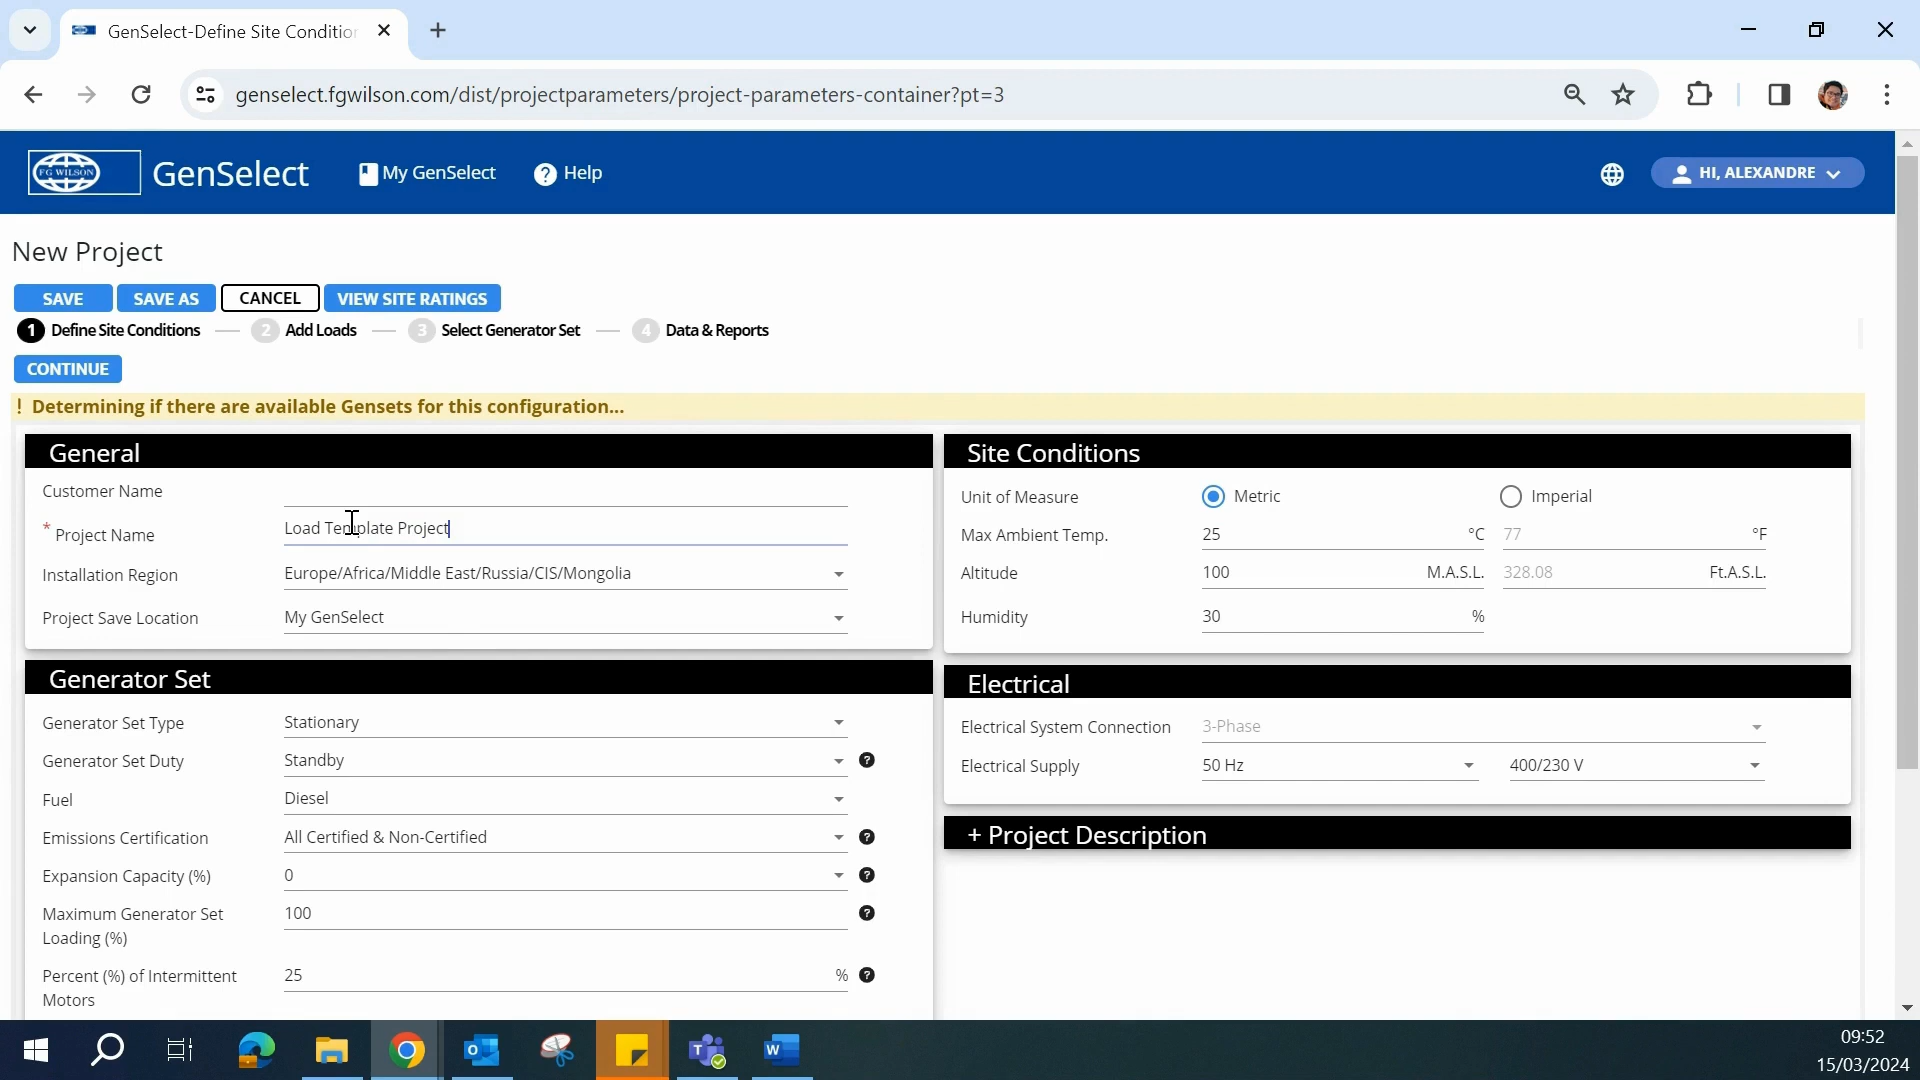 GenSelect-Define Site Conditio
genselect.fgwilson.com/dist/projectparameters/project-parameters-container?pt=3
FG WILSON
GenSelect
My GenSelect
? Help
HI, ALEXANDRE
New Project
SAVE
SAVE AS
CANCEL
VIEW SITE RATINGS
1 Define Site Conditions
2 Add Loads
3 Select Generator Set
4 Data & Reports
CONTINUE
! Determining if there are available Gensets for this configuration...
General
Customer Name
* Project Name
Load Template Project
Installation Region
Europe/Africa/Middle East/Russia/CIS/Mongolia
Project Save Location
My GenSelect
Generator Set
Generator Set Type
Stationary
Generator Set Duty
Standby
?
Fuel
Diesel
Emissions Certification
All Certified & Non-Certified
?
Expansion Capacity (%)
0
?
Maximum Generator Set
Loading (%)
100
?
Percent (%) of Intermittent
Motors
25
%
?
Site Conditions
Unit of Measure
Metric
Imperial
Max Ambient Temp.
25
°C
77
°F
Altitude
100
M.A.S.L.
328.08
Ft.A.S.L.
Humidity
30
%
Electrical
Electrical System Connection
3-Phase
Electrical Supply
50 Hz
400/230 V
+ Project Description
09:52
15/03/2024